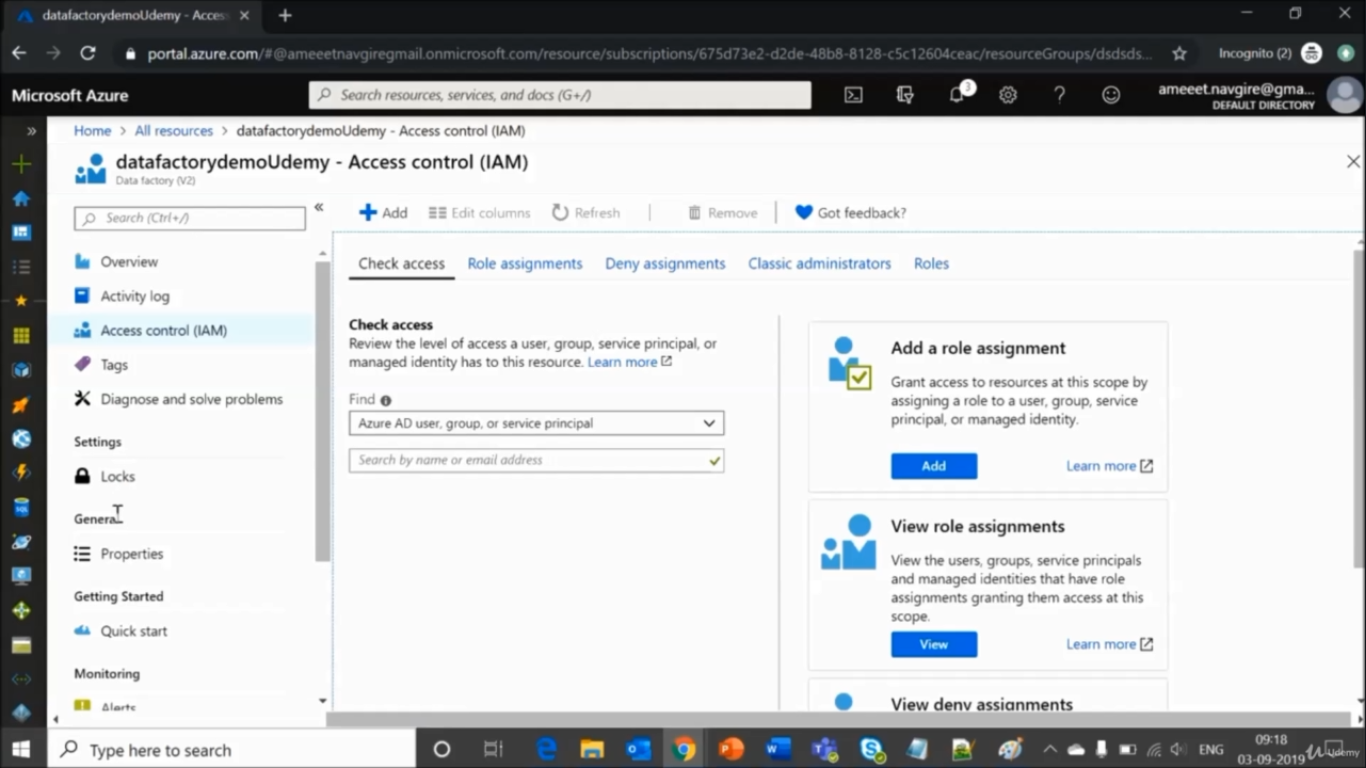 datafactorydemoUdemy - Access
portal.azure.com/#@ameeetnavgiregmail.onmicrosoft.com/resource/subscriptions/675d73e2-d2de-48b8-8128-c5c12604ceac/resourceGroups/dsdsds...
Incognito (2)
Microsoft Azure
Search resources, services, and docs (G+/)
3
ameeet.navgire@gma...
DEFAULT DIRECTORY
Home > All resources > datafactorydemoUdemy - Access control (IAM)
datafactorydemoUdemy - Access control (IAM)
Data factory (V2)
Search (Ctrl+/)
Overview
Activity log
Access control (IAM)
Tags
Diagnose and solve problems
Settings
Locks
General
Properties
Getting Started
Quick start
Monitoring
Alerts
Add
Edit columns
Refresh
Remove
Got feedback?
Check access
Role assignments
Deny assignments
Classic administrators
Roles
Check access
Review the level of access a user, group, service principal, or
managed identity has to this resource. Learn more
Find
Azure AD user, group, or service principal
Search by name or email address
Add a role assignment
Grant access to resources at this scope by
assigning a role to a user, group, service
principal, or managed identity.
Add
Learn more
View role assignments
View the users, groups, service principals
and managed identities that have role
assignments granting them access at this
scope.
View
Learn more
View deny assignments
Type here to search
ENG
09:18
03-09-2019
Udemy